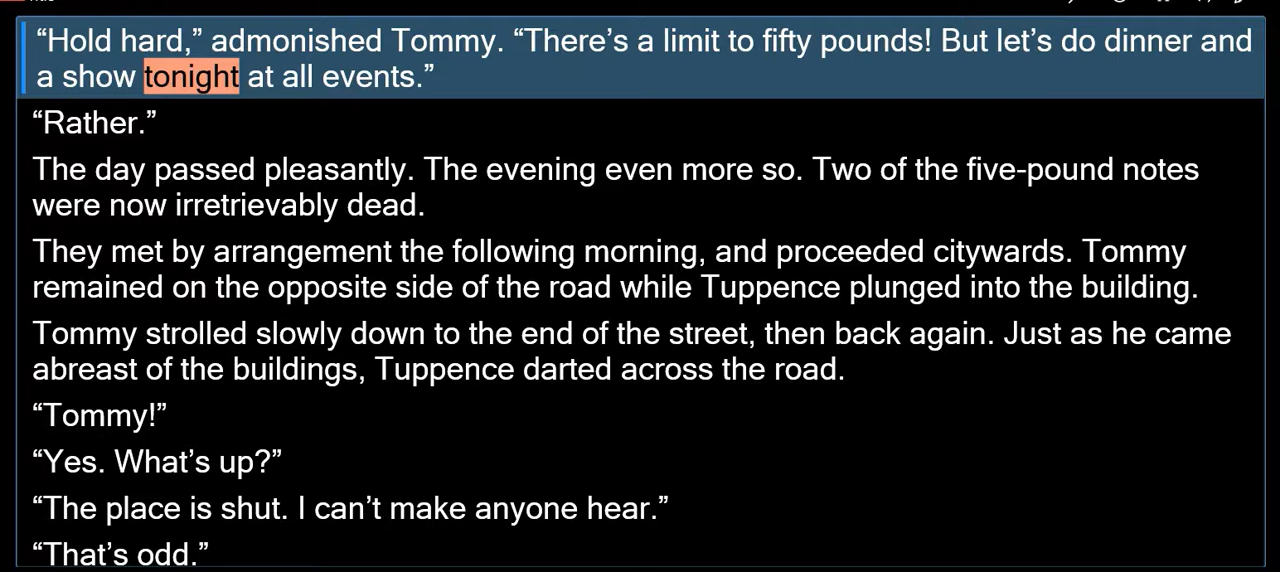 “Hold hard,” admonished Tommy. “There’s a limit to fifty pounds! But let’s do dinner and
a show tonight at all events.”
“Rather.”
The day passed pleasantly. The evening even more so. Two of the five-pound notes
were now irretrievably dead.
They met by arrangement the following morning, and proceeded citywards. Tommy
remained on the opposite side of the road while Tuppence plunged into the building.
Tommy strolled slowly down to the end of the street, then back again. Just as he came
abreast of the buildings, Tuppence darted across the road.
“Tommy!”
“Yes. What’s up?”
“The place is shut. I can’t make anyone hear.”
“That’s odd.”